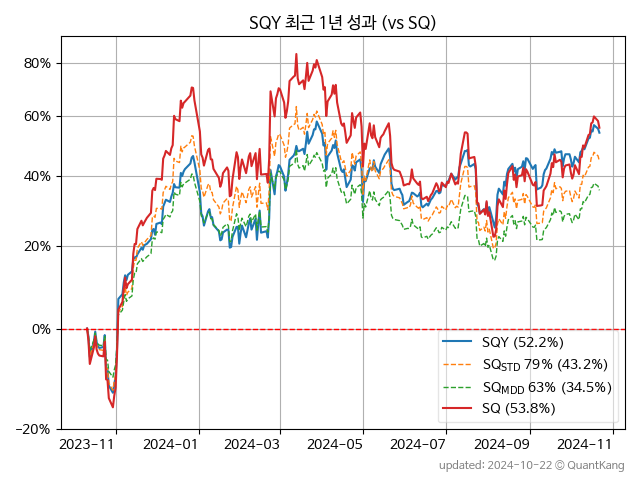 SQY 최근 1년 성과 (vs SQ)
80%
60%
40%
20%
0%
−20%
SQY (52.2%)
SQSTD 79% (43.2%)
SQMDD 63% (34.5%)
SQ (53.8%)
2023-11 2024-01 2024-03 2024-05 2024-07 2024-09 2024-11
updated: 2024-10-22 ⓒ QuantKang